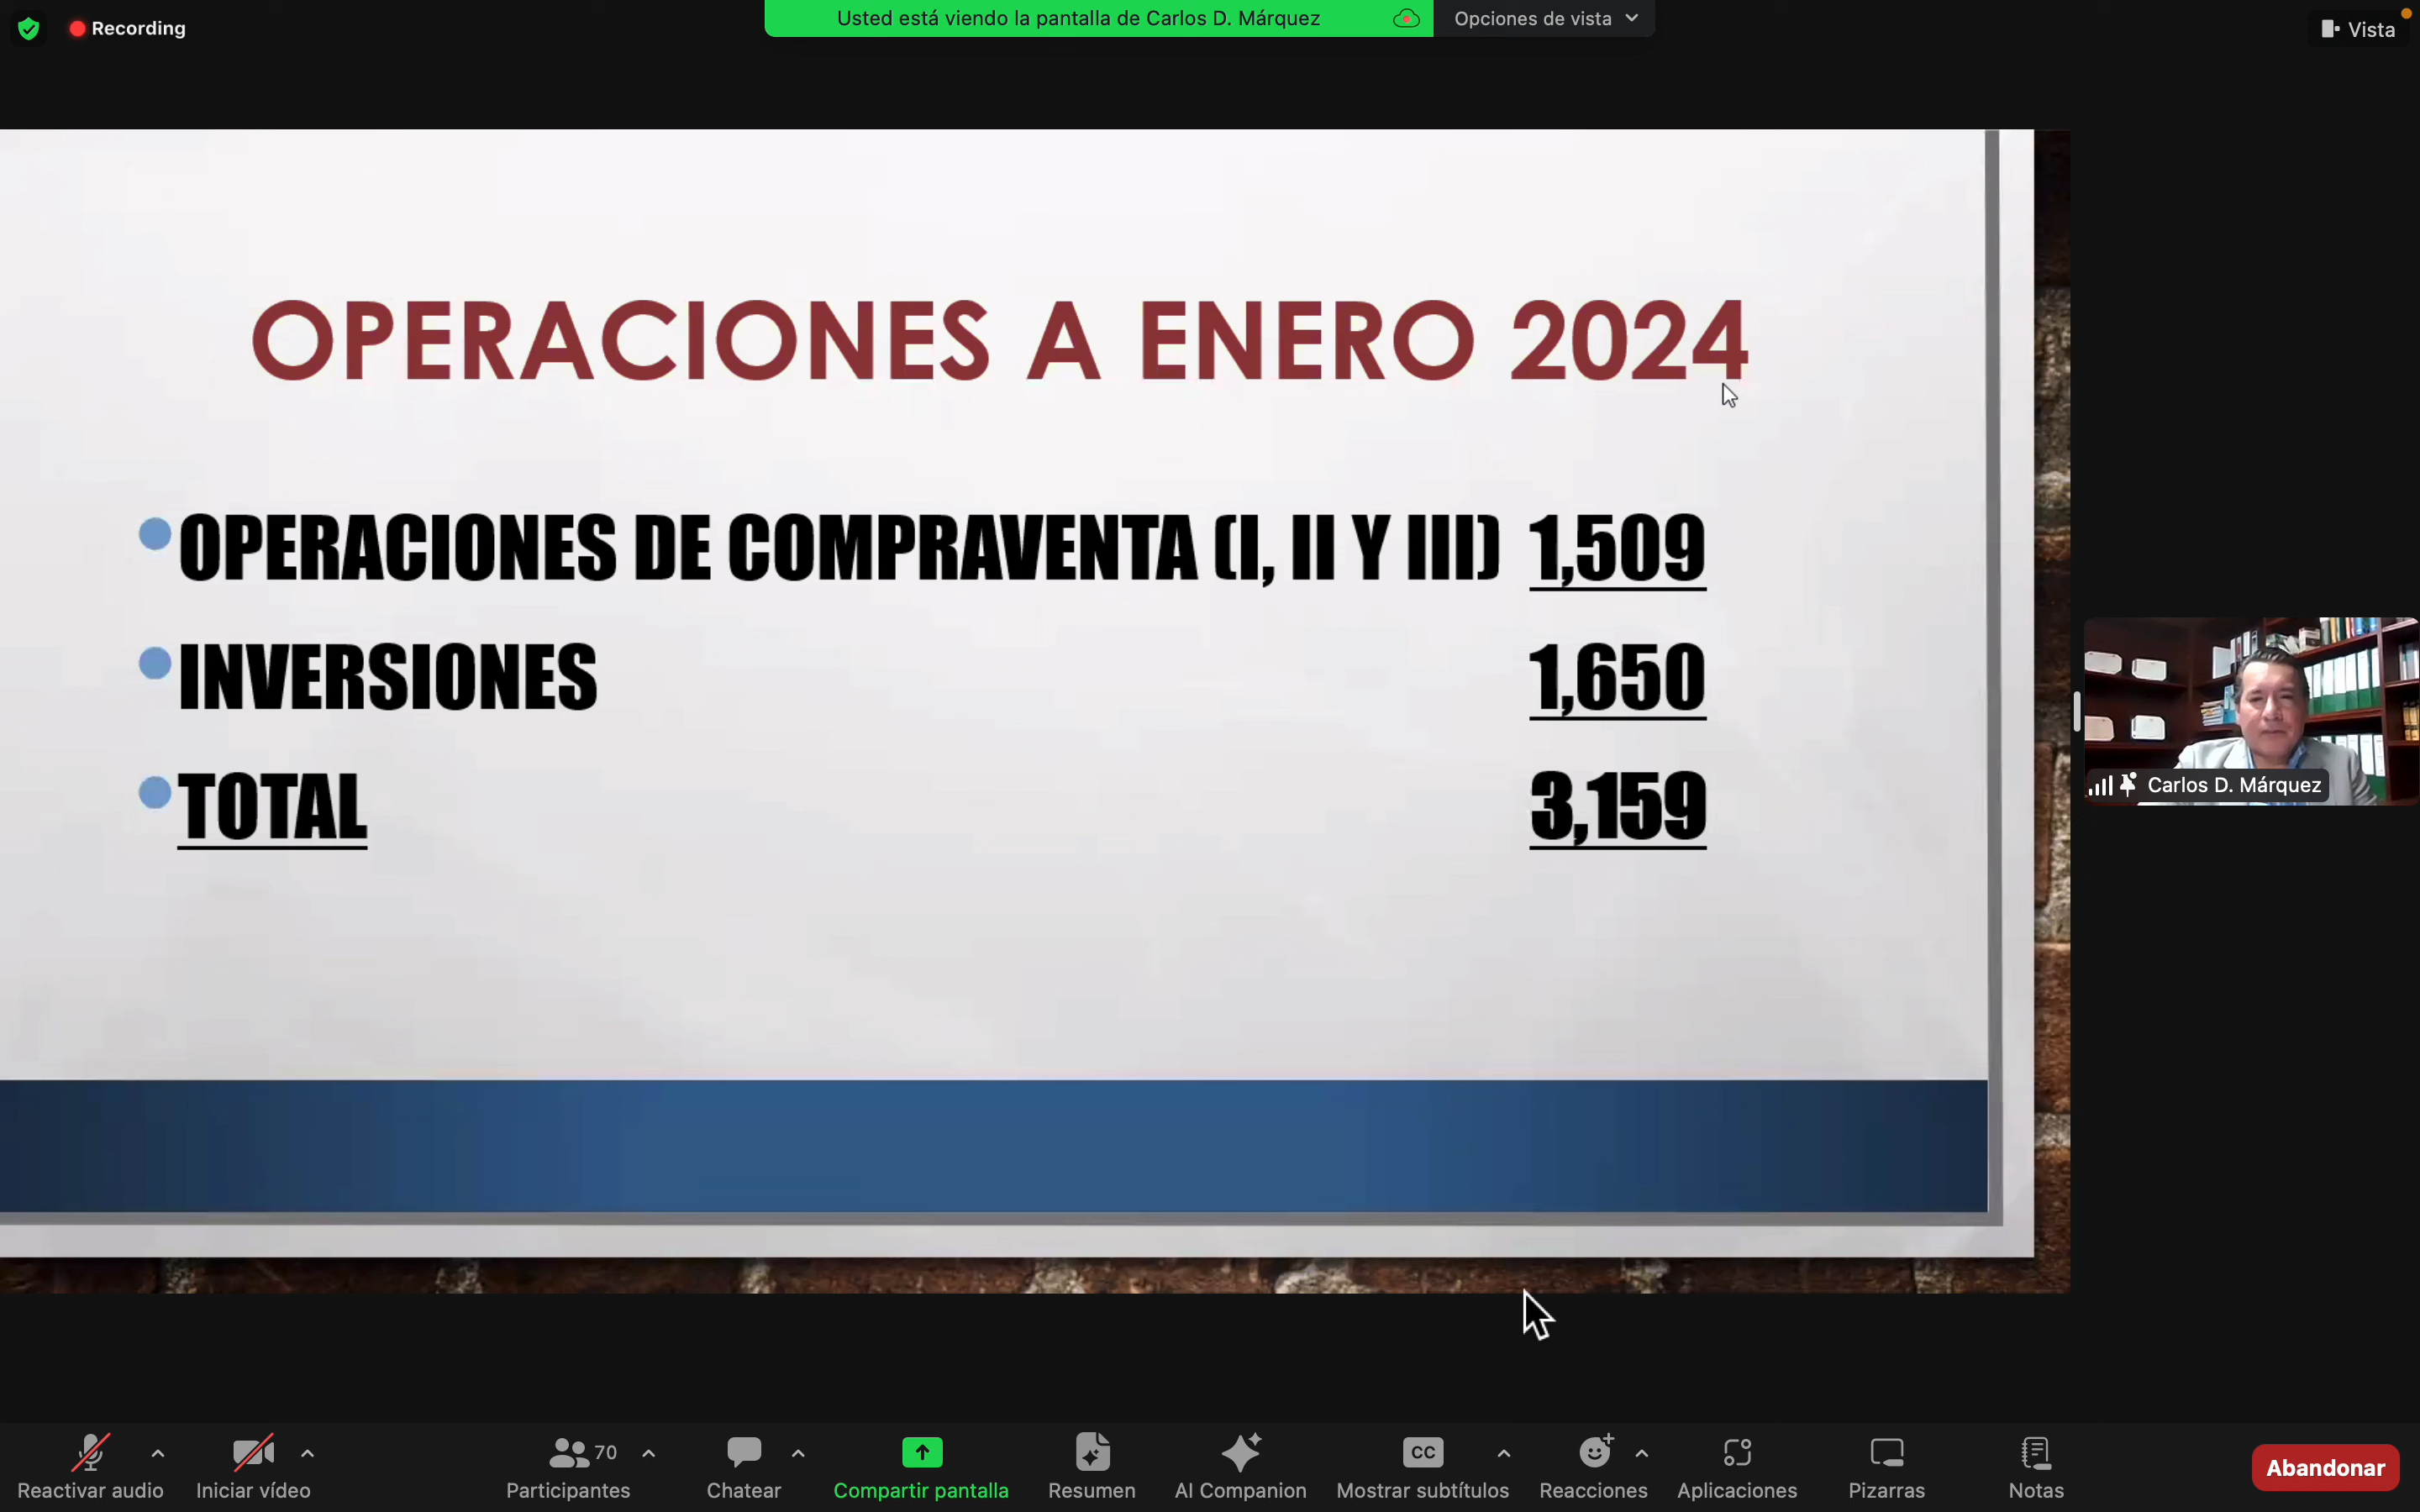 Recording
Usted está viendo la pantalla de Carlos D. Márquez
Opciones de vista
Vista
OPERACIONES A ENERO 2024
OPERACIONES DE COMPRAVENTA (I, II Y III) 1,509
INVERSIONES 1,650
TOTAL 3,159
Carlos D. Márquez
70
CC
Reactivar audio
Iniciar vídeo
Participantes
Chatear
Compartir pantalla
Resumen
AI Companion
Mostrar subtítulos
Reacciones
Aplicaciones
Pizarras
Notas
Abandonar